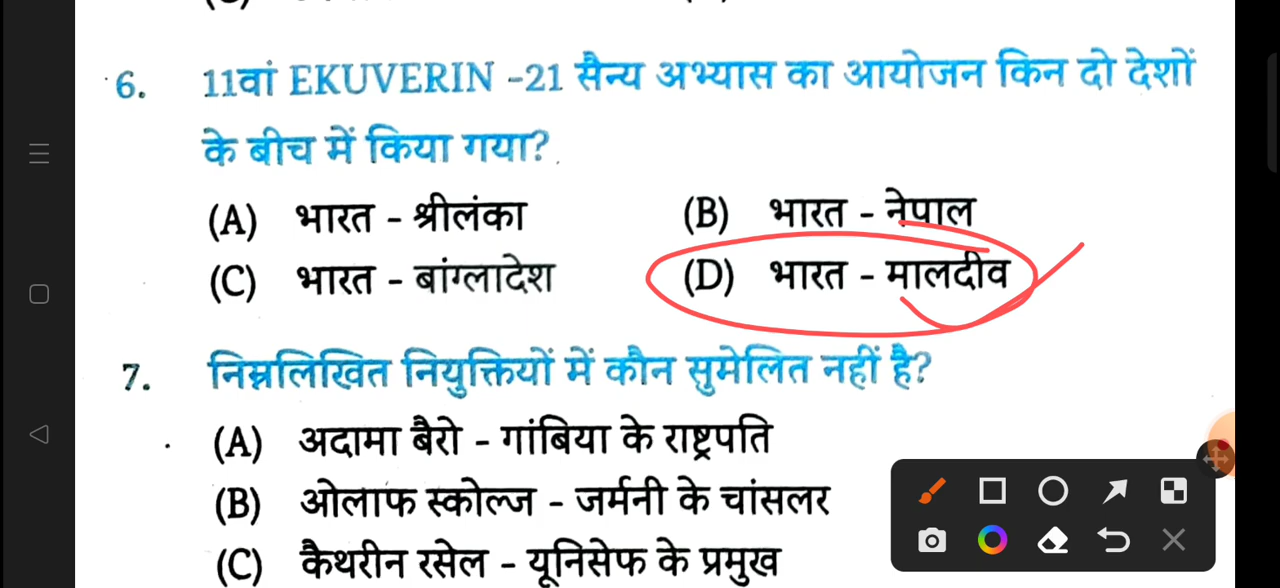 6. 11वां EKUVERIN -21 सैन्य अभ्यास का आयोजन किन दो देशों
के बीच में किया गया?
(A) भारत - श्रीलंका (B) भारत - नेपाल
(C) भारत - बांग्लादेश (D) भारत - मालदीव
7. निम्नलिखित नियुक्तियों में कौन सुमेलित नहीं है?
(A) अदामा बैरो - गांबिया के राष्ट्रपति
(B) ओलाफ स्कोल्ज - जर्मनी के चांसलर
(C) कैथरीन रसेल - यूनिसेफ के प्रमुख